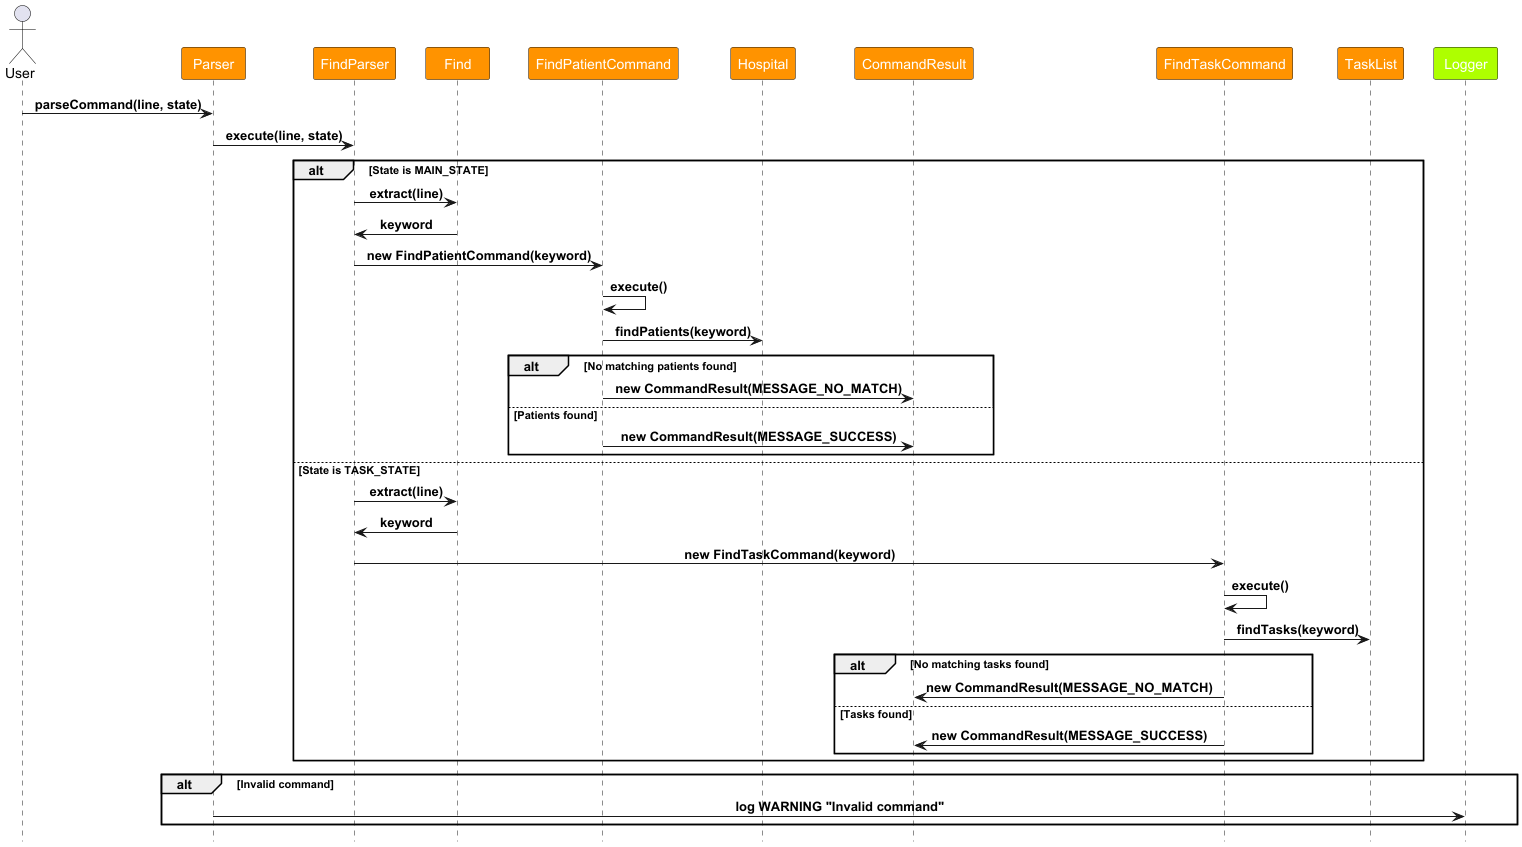 User
Parser
FindParser
Find
FindPatientCommand
Hospital
CommandResult
FindTaskCommand
TaskList
Logger
parseCommand(line, state)
execute(line, state)
alt
[State is MAIN_STATE]
extract(line)
keyword
new FindPatientCommand(keyword)
execute()
findPatients(keyword)
alt
[No matching patients found]
new CommandResult(MESSAGE_NO_MATCH)
[Patients found]
new CommandResult(MESSAGE_SUCCESS)
[State is TASK_STATE]
extract(line)
keyword
new FindTaskCommand(keyword)
execute()
findTasks(keyword)
alt
[No matching tasks found]
new CommandResult(MESSAGE_NO_MATCH)
[Tasks found]
new CommandResult(MESSAGE_SUCCESS)
alt
[Invalid command]
log WARNING "Invalid command"